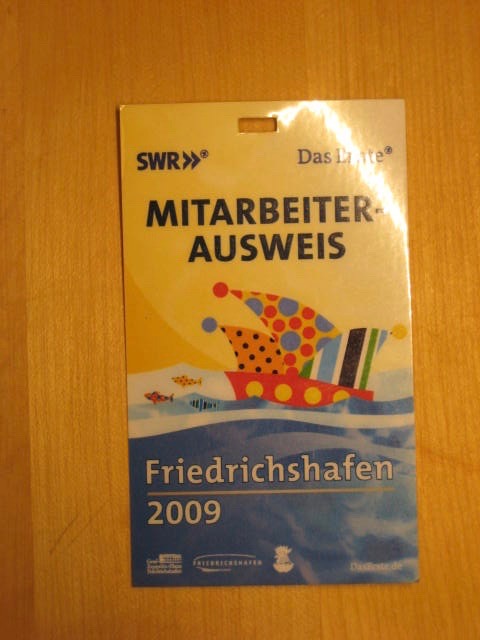 SWR Das Erste
MITARBEITER-
AUSWEIS
Friedrichshafen
2009
FRIEDRICHSHAFEN
DasErste.de